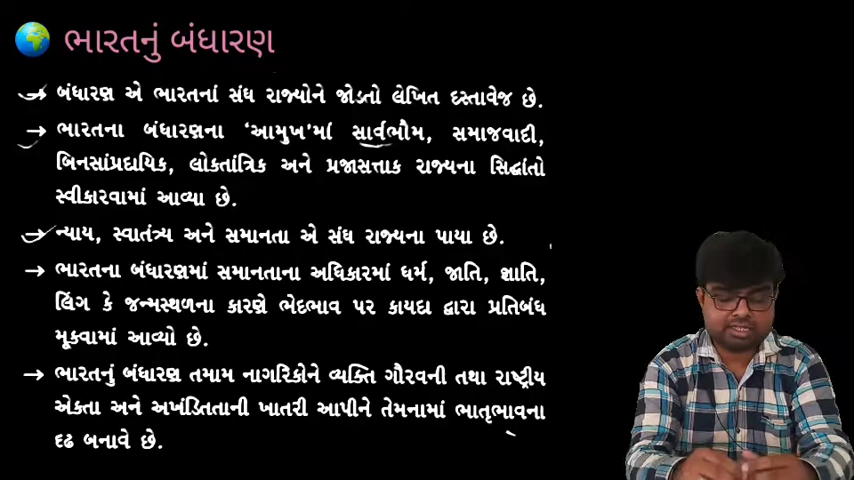 ભારતનું બંધારણ
બંધારણ એ ભારતનાં સંઘ રાજ્યોને જોડતો લેખિત દસ્તાવેજ છે.
ભારતના બંધારણના ‘આમુખ’માં સાર્વભૌમ, સમાજવાદી,
બિનસાંપ્રદાયિક, લોકતાંત્રિક અને પ્રજાસત્તાક રાજ્યના સિદ્ધાંતો
સ્વીકારવામાં આવ્યા છે.
ન્યાય, સ્વાતંત્ર્ય અને સમાનતા એ સંઘ રાજ્યના પાયા છે.
ભારતના બંધારણમાં સમાનતાના અધિકારમાં ધર્મ, જાતિ, જ્ઞાતિ,
લિંગ કે જન્મસ્થળના કારણે ભેદભાવ પર કાયદા દ્વારા પ્રતિબંધ
મૂકવામાં આવ્યો છે.
ભારતનું બંધારણ તમામ નાગરિકોને વ્યક્તિ ગૌરવની તથા રાષ્ટ્રીય
એકતા અને અખંડિતતાની ખાતરી આપીને તેમનામાં ભાતૃભાવના
દઢ બનાવે છે.